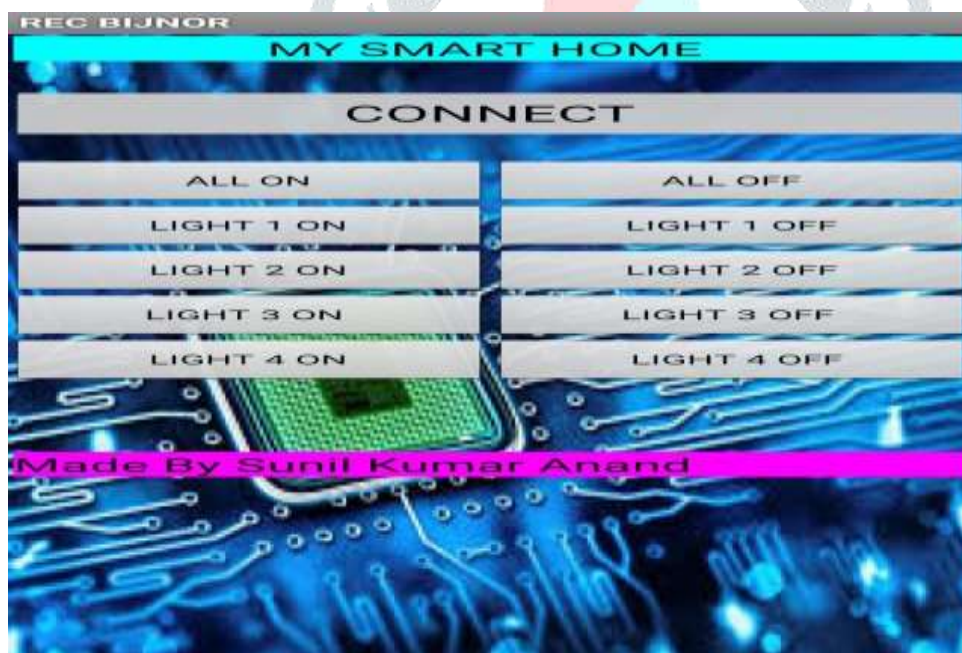 REC BIJNOR
MY SMART HOME
CONNECT
ALL ON ALL OFF
LIGHT 1 ON LIGHT 1 OFF
LIGHT 2 ON LIGHT 2 OFF
LIGHT 3 ON LIGHT 3 OFF
LIGHT 4 ON LIGHT 4 OFF
Made By Sunil Kumar Anand